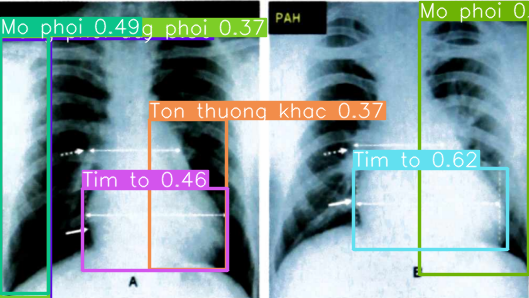 Mo phoi 0.49
g phoi 0.37
PAH
Mo phoi 0
Ton thuong khac 0.37
Tim to 0.46
Tim to 0.62
A
B